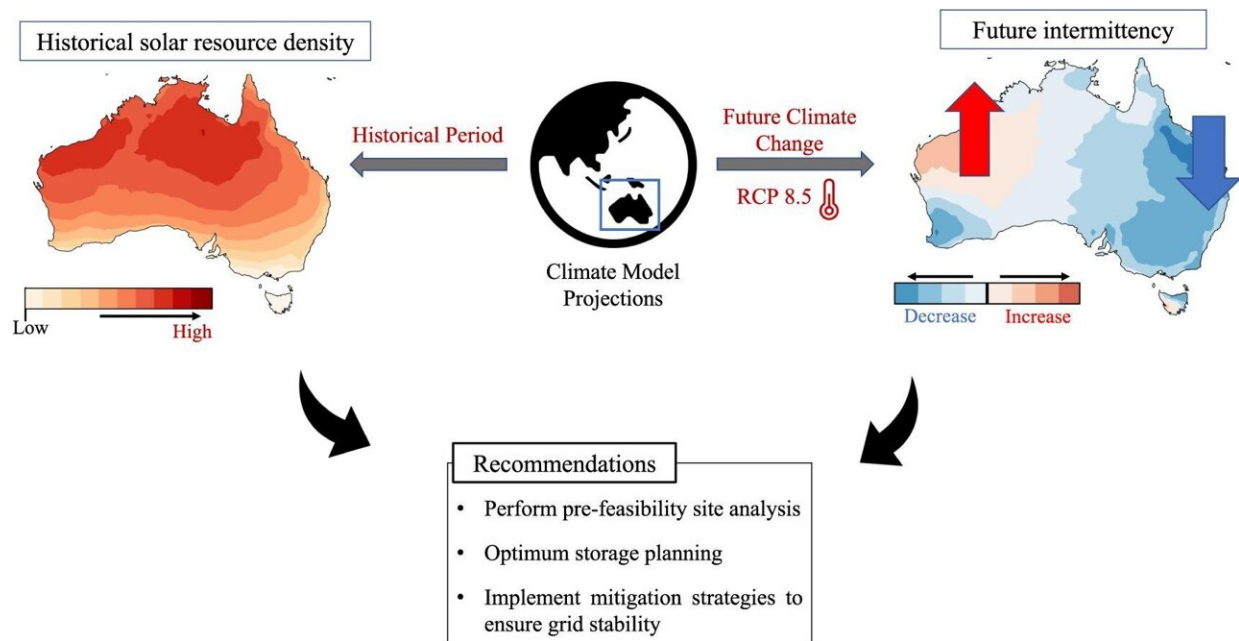 Historical solar resource density
Future intermittency
Historical Period
Future Climate
Change
RCP 8.5
Climate Model
Projections
Low
High
Decrease
Increase
Recommendations
• Perform pre-feasibility site analysis
• Optimum storage planning
• Implement mitigation strategies to
ensure grid stability